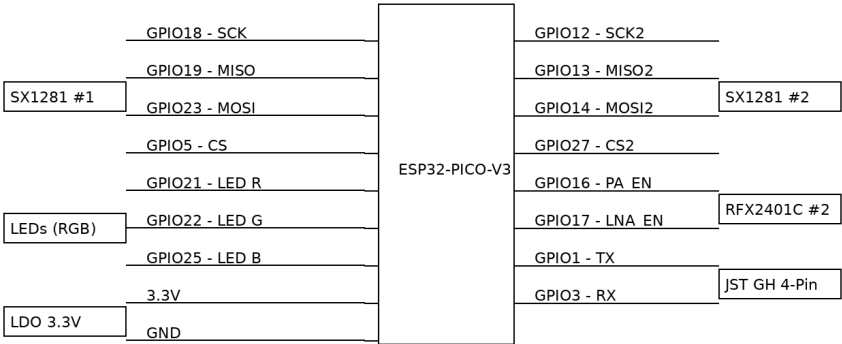 GPIO18 - SCK
GPIO19 - MISO
SX1281 #1
GPIO23 - MOSI
GPIO5 - CS
GPIO21 - LED R
GPIO22 - LED G
LEDs (RGB)
GPIO25 - LED B
3.3V
LDO 3.3V
GND
ESP32-PICO-V3
GPIO12 - SCK2
GPIO13 - MISO2
SX1281 #2
GPIO14 - MOSI2
GPIO27 - CS2
GPIO16 - PA_EN
RFX2401C #2
GPIO17 - LNA_EN
GPIO1 - TX
JST GH 4-Pin
GPIO3 - RX